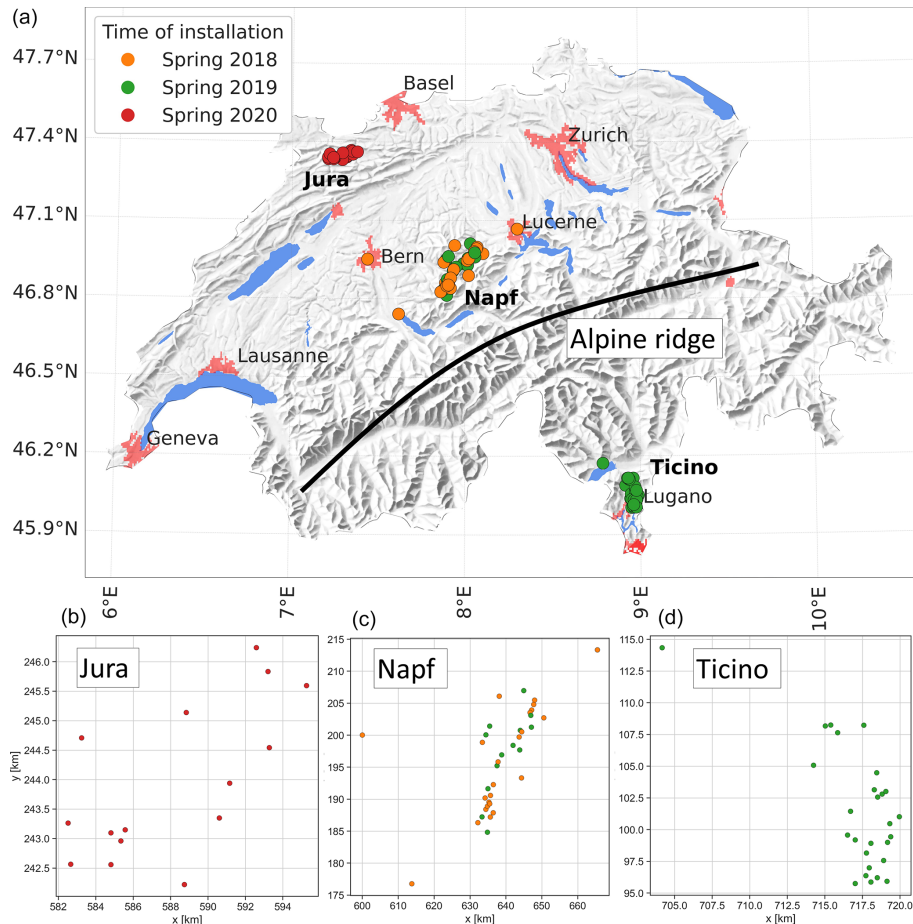 (a)
Time of installation
Spring 2018
Spring 2019
Spring 2020
47.7°N
47.4°N
47.1°N
46.8°N
46.5°N
46.2°N
45.9°N
Basel
Zurich
Jura
Lucerne
Bern
Napf
Alpine ridge
Lausanne
Geneva
Ticino
Lugano
6°E
7°E
8°E
9°E
10°E
(b)
Jura
246.0
245.5
245.0
244.5
244.0
243.5
243.0
242.5
y [km]
582
584
586
588
590
592
594
x [km]
(c)
Napf
215
210
205
200
195
190
185
180
175
600
610
620
630
640
650
660
x [km]
(d)
Ticino
115.0
112.5
110.0
107.5
105.0
102.5
100.0
97.5
95.0
705.0
707.5
710.0
712.5
715.0
717.5
720.0
x [km]